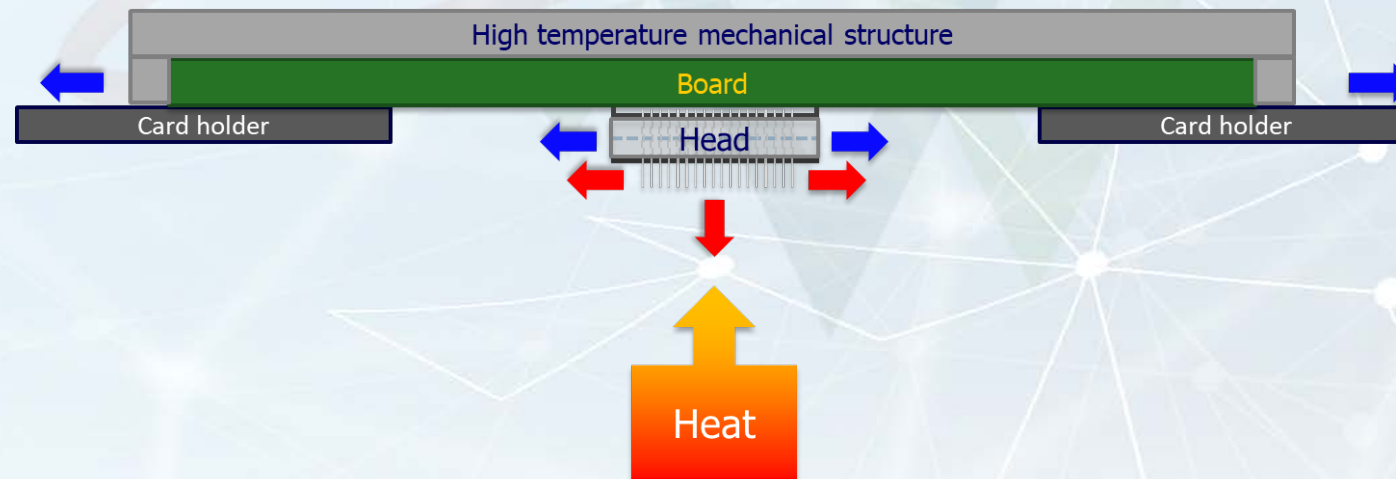 High temperature mechanical structure
Board
Card holder
Head
Card holder
Heat